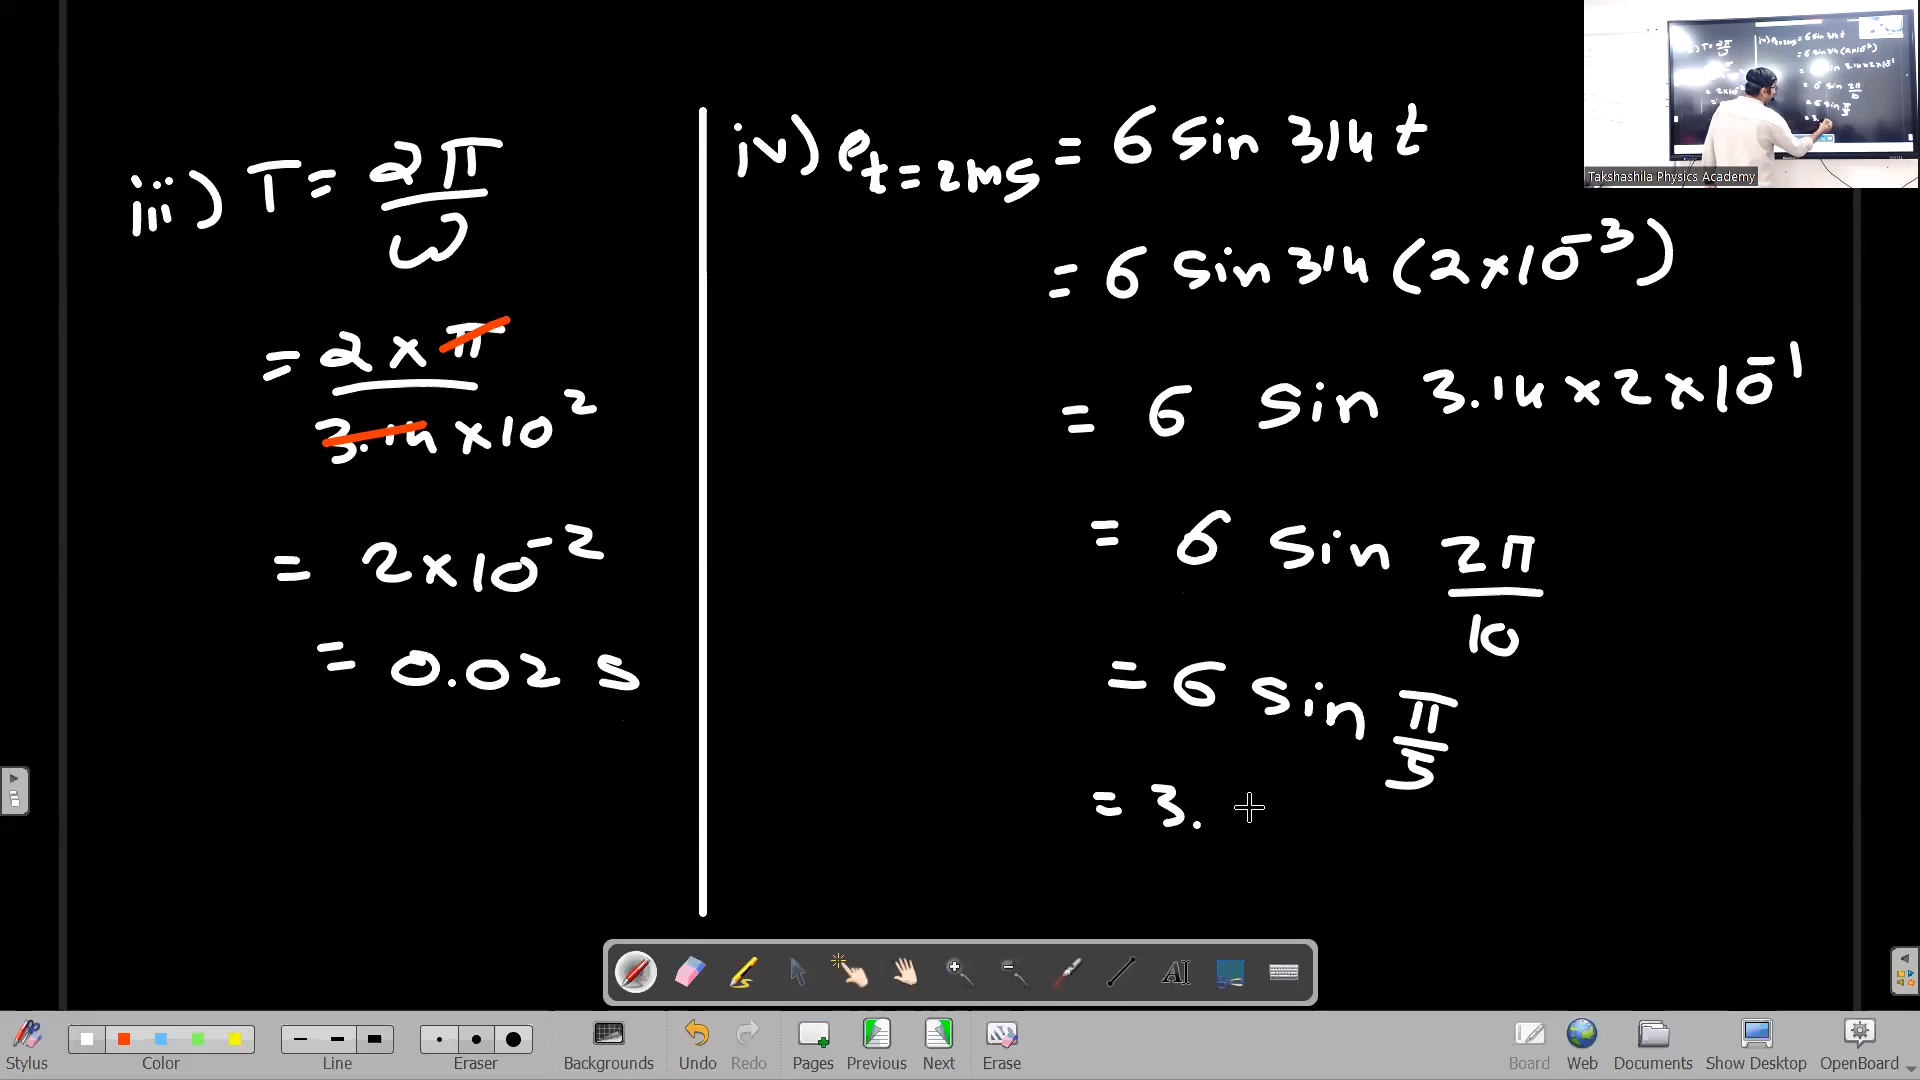 iii) T = 2π/ω
= 2 × π / 3.14 × 10²
= 2 × 10⁻²
= 0.02 s
iv) e t = 2ms = 6 sin 314 t
= 6 sin 314 (2 × 10⁻³)
= 6 sin 3.14 × 2 × 10⁻¹
= 6 sin 2π/10
= 6 sin π/5
= 3.
Takshashila Physics Academy
Stylus Color Line Eraser Backgrounds Undo Redo Pages Previous Next Erase Board Web Documents Show Desktop OpenBoard